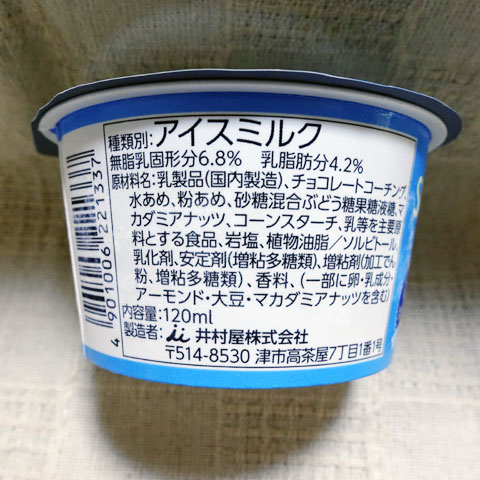 種類別:アイスミルク
無脂乳固形分6.8% 乳脂肪分4.2%
原材料名:乳製品(国内製造)、チョコレートコーチング、
水あめ、粉あめ、砂糖混合ぶどう糖果糖液糖、マ
カダミアナッツ、コーンスターチ、乳等を主要原
料とする食品、岩塩、植物油脂/ソルビトール、
乳化剤、安定剤(増粘多糖類)、増粘剤(加工でん
粉、増粘多糖類)、香料、(一部に卵・乳成分・
アーモンド・大豆・マカダミアナッツを含む)
内容量:120ml
製造者: 井村屋株式会社
〒514-8530 津市高茶屋7丁目1番1号
4901006221337